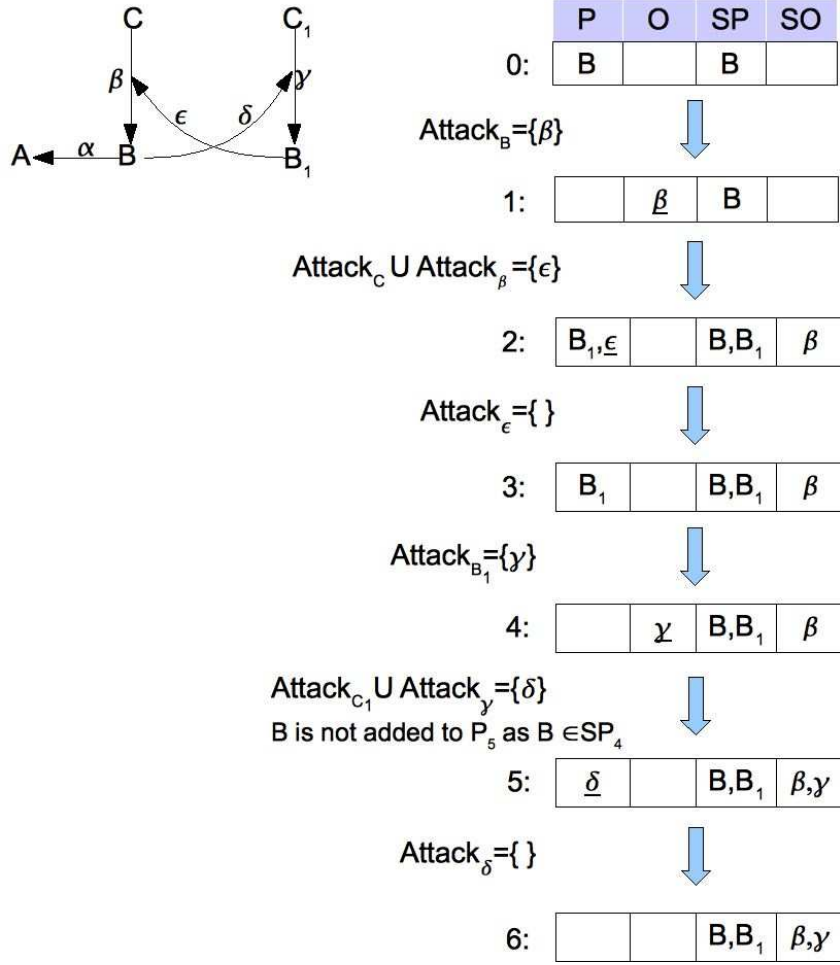 C C₁
β ϵ δ γ
A α B B₁
P O SP SO
0: B B
Attack_B={β}
1: β B
Attack_C U Attack_β={ϵ}
2: B₁,ϵ B,B₁ β
Attack_ϵ={ }
3: B₁ B,B₁ β
Attack_B₁={γ}
4: γ B,B₁ β
Attack_C₁ U Attack_γ={δ}
B is not added to P₅ as B ∈SP₄
5: δ B,B₁ β,γ
Attack_δ={ }
6: B,B₁ β,γ